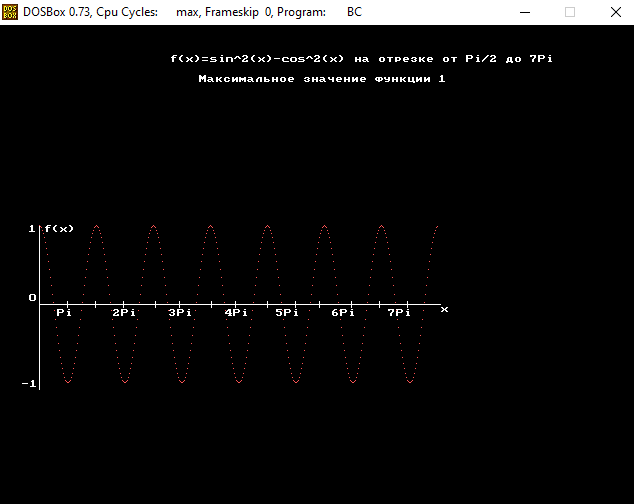 DOSBox 0.73, Cpu Cycles: max, Frameskip 0, Program: BC
f(x)=sin^2(x)-cos^2(x) на отрезке от Pi/2 до 7Pi
Максимальное значение функции 1
1 f(x)
0
Pi 2Pi 3Pi 4Pi 5Pi 6Pi 7Pi x
-1